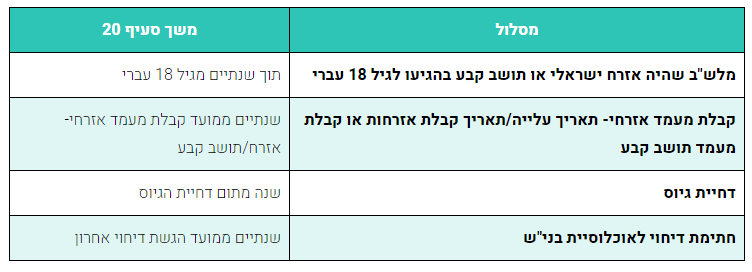 מסלול
משך סעיף 20
מלש"ב שהיה אזרח ישראלי או תושב קבע בהגיעו לגיל 18 עברי
תוך שנתיים מגיל 18 עברי
קבלת מעמד אזרחי- תאריך עלייה/תאריך קבלת אזרחות או קבלת
מעמד תושב קבע
שנתיים ממועד קבלת מעמד אזרחי-
אזרח/תושב קבע
דחיית גיוס
שנה מתום דחיית הגיוס
חתימת דיחוי לאוכלוסיית בני"ש
שנתיים ממועד הגשת דיחוי אחרון